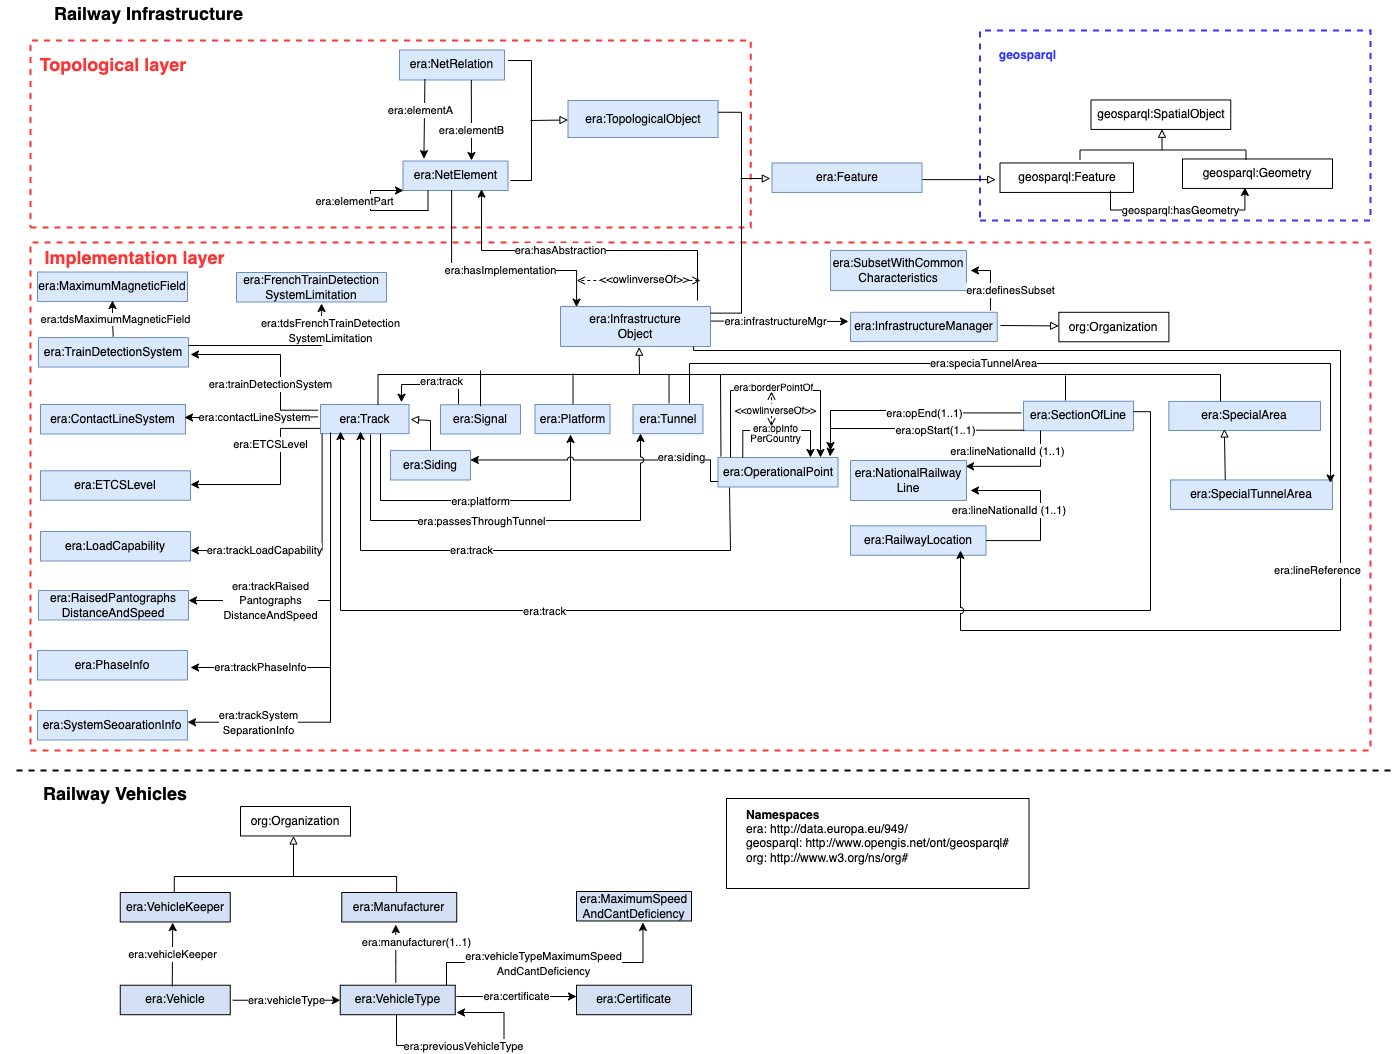 Railway Infrastructure
Topological layer
era:NetRelation
era:elementA
era:elementB
era:TopologicalObject
era:NetElement
era:elementPart
era:Feature
geosparql
geosparql:SpatialObject
geosparql:Feature
geosparql:Geometry
geosparql:hasGeometry
Implementation layer
era:hasAbstraction
era:hasImplementation
<<owlinverseOf>>
era:MaximumMagneticField
era:FrenchTrainDetection
SystemLimitation
era:tdsMaximumMagneticField
era:tdsFrenchTrainDetection
SystemLimitation
era:TrainDetectionSystem
era:Infrastructure
Object
era:infrastructureMgr
era:SubsetWithCommon
Characteristics
era:definesSubset
era:InfrastructureManager
org:Organization
era:speciaTunnelArea
era:trainDetectionSystem
era:track
era:borderPointOf
<<owlinverseOf>>
era:opInfo
PerCountry
era:ContactLineSystem
era:contactLineSystem
era:Track
era:Signal
era:Platform
era:Tunnel
era:opEnd(1..1)
era:opStart(1..1)
era:SectionOfLine
era:SpecialArea
era:ETCSLevel
era:Siding
era:siding
era:OperationalPoint
era:lineNationalId (1..1)
era:NationalRailway
Line
era:SpecialTunnelArea
era:ETCSLevel
era:platform
era:passesThroughTunnel
era:lineNationalId (1..1)
era:LoadCapability
era:trackLoadCapability
era:track
era:RailwayLocation
era:lineReference
era:RaisedPantographs
DistanceAndSpeed
era:trackRaised
Pantographs
DistanceAndSpeed
era:track
era:PhaseInfo
era:trackPhaseInfo
era:SystemSeoarationInfo
era:trackSystem
SeparationInfo
Railway Vehicles
org:Organization
era:VehicleKeeper
era:Manufacturer
era:MaximumSpeed
AndCantDeficiency
era:vehicleKeeper
era:manufacturer(1..1)
era:vehicleTypeMaximumSpeed
AndCantDeficiency
era:Vehicle
era:vehicleType
era:VehicleType
era:certificate
era:Certificate
era:previousVehicleType
Namespaces
era: http://data.europa.eu/949/
geosparql: http://www.opengis.net/ont/geosparql#
org: http://www.w3.org/ns/org#